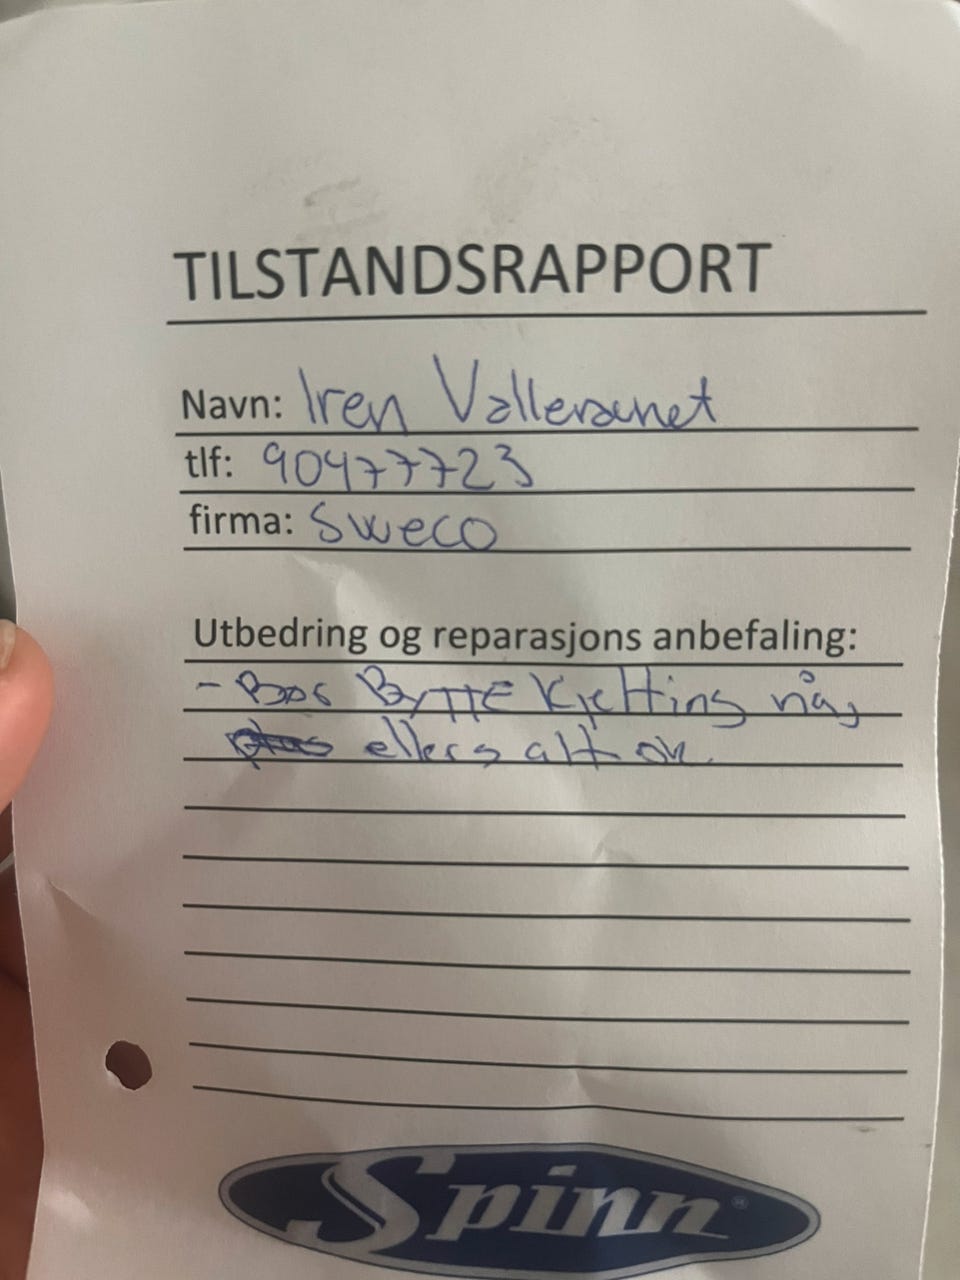 TILSTANDSRAPPORT
Navn: Iren Vallersnet
tlf: 90477723
firma: Sweco
Utbedring og reparasjons anbefaling:
- Bør BYTTE Kjetting nå,
ellers alt ok.
Spinn®